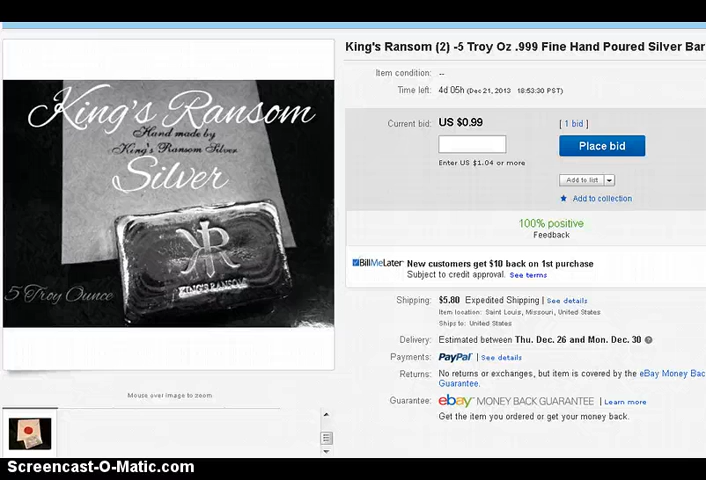 King's Ransom (2) -5 Troy Oz .999 Fine Hand Poured Silver Bar
King's Ransom
Hand made by
King's Ransom Silver
Silver
KR
KING'S RANSOM
5 Troy Ounce
Mouse over image to zoom
Item condition: --
Time left: 4d 05h (Dec 21, 2013 18:53:30 PST)
Current bid: US $0.99 [ 1 bid ]
Place bid
Enter US $1.04 or more
Add to list
Add to collection
100% positive
Feedback
BillMeLater New customers get $10 back on 1st purchase
Subject to credit approval. See terms
Shipping: $5.80 Expedited Shipping | See details
Item location: Saint Louis, Missouri, United States
Ships to: United States
Delivery: Estimated between Thu. Dec. 26 and Mon. Dec. 30
Payments: PayPal | See details
Returns: No returns or exchanges, but item is covered by the eBay Money Bac
Guarantee.
Guarantee: ebay MONEY BACK GUARANTEE | Learn more
Get the item you ordered or get your money back.
Screencast-O-Matic.com